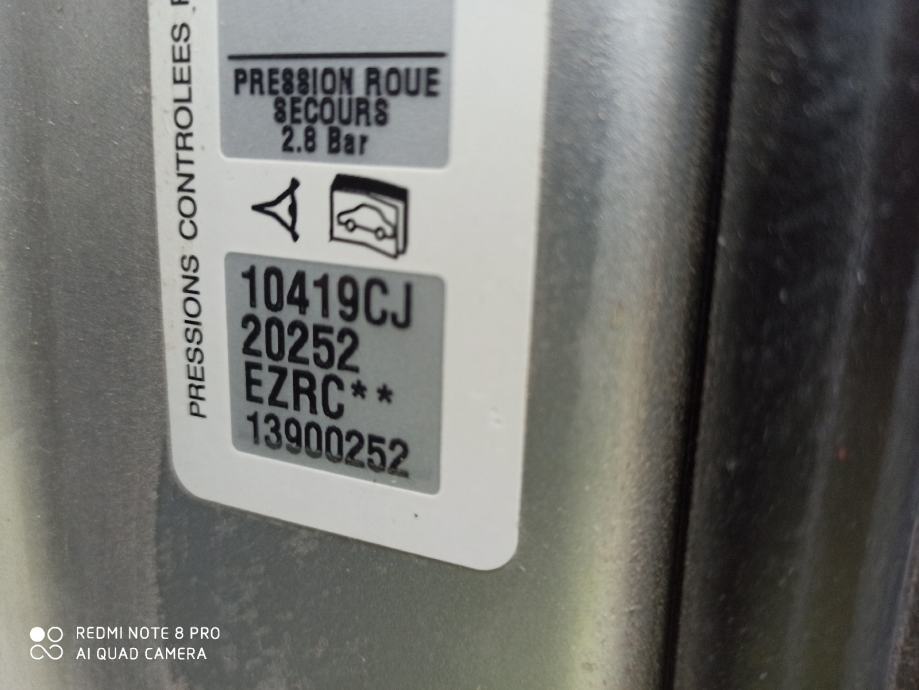 PRESSIONS CONTROLEES
PRESSION ROUE
SECOURS
2.8 Bar
10419CJ
20252
EZRC**
13900252
REDMI NOTE 8 PRO
AI QUAD CAMERA